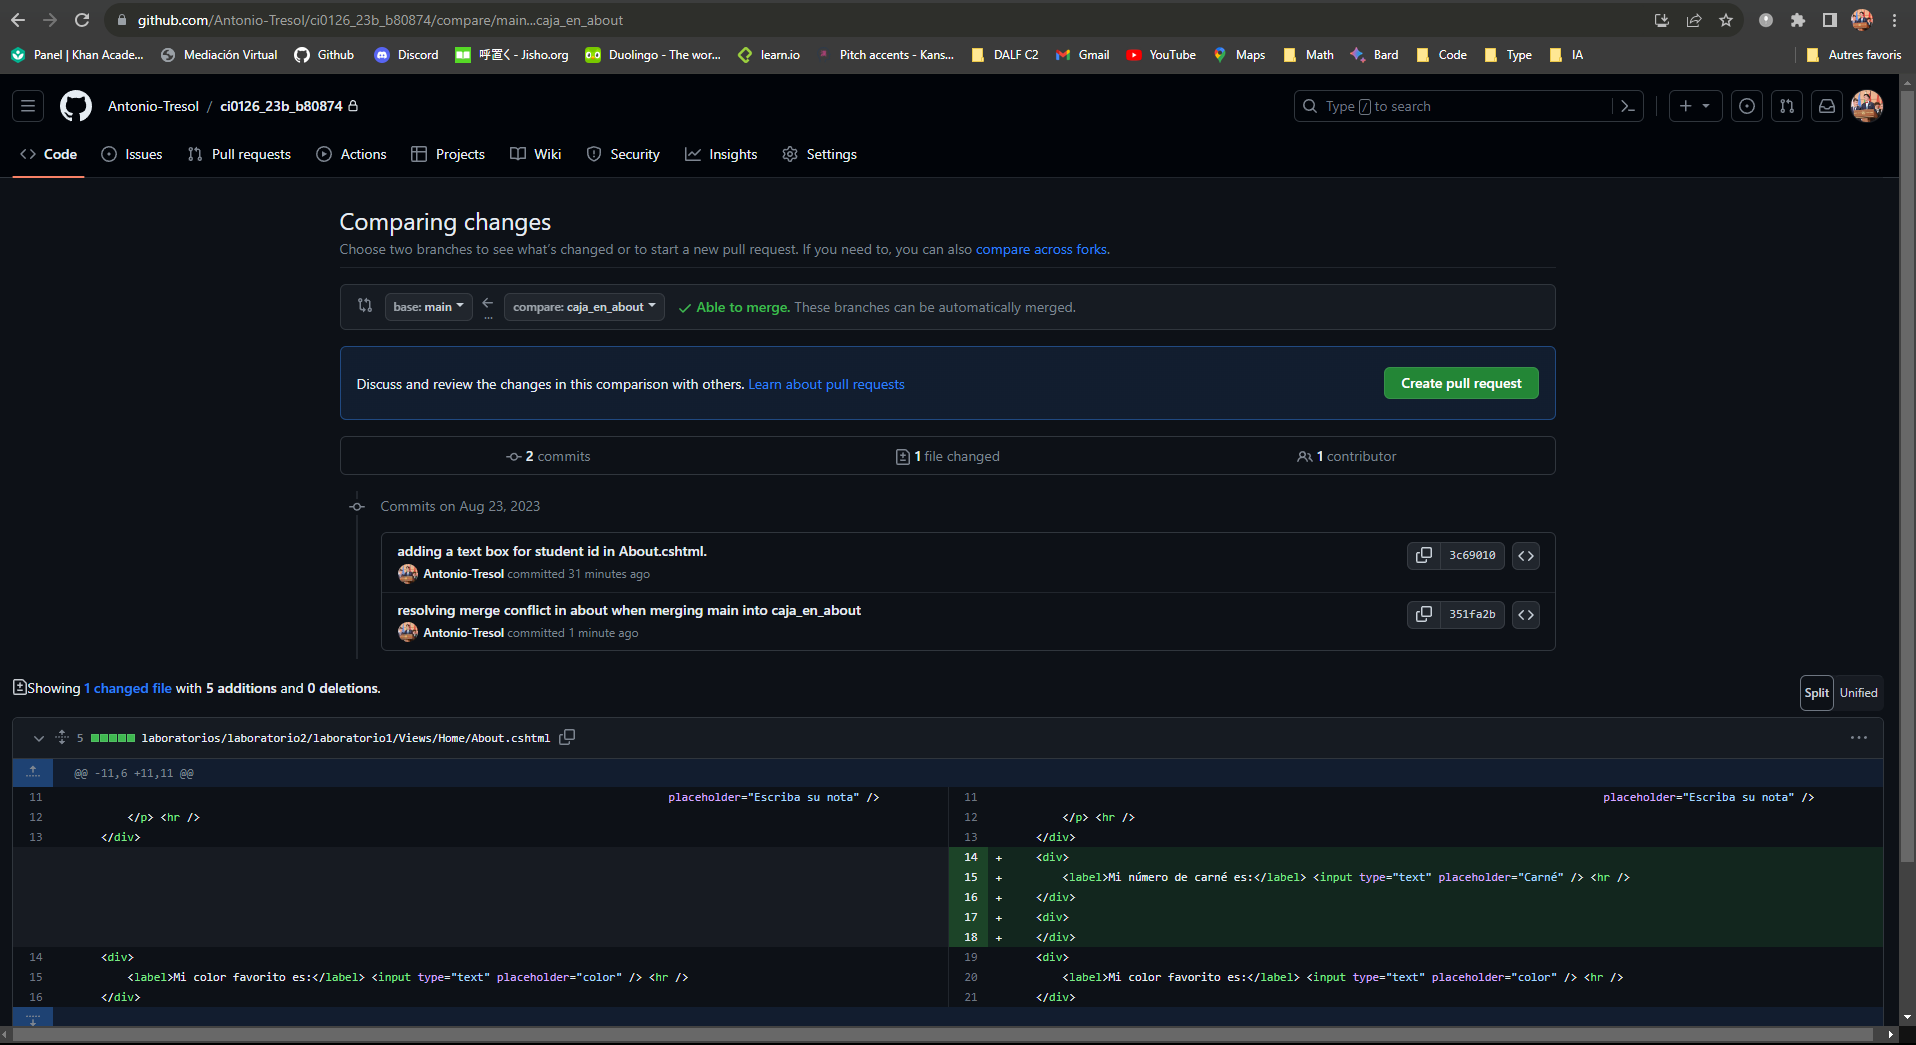 github.com/Antonio-Tresol/ci0126_23b_b80874/compare/main...caja_en_about
Panel | Khan Acade... Mediación Virtual Github Discord 呼置く - Jisho.org Duolingo - The wor... learn.io Pitch accents - Kans... DALF C2 Gmail YouTube Maps Math Bard Code Type IA Autres favoris
Antonio-Tresol / ci0126_23b_b80874 Type / to search
Code Issues Pull requests Actions Projects Wiki Security Insights Settings
Comparing changes
Choose two branches to see what's changed or to start a new pull request. If you need to, you can also compare across forks.
base: main ... compare: caja_en_about Able to merge. These branches can be automatically merged.
Discuss and review the changes in this comparison with others. Learn about pull requests Create pull request
2 commits 1 file changed 1 contributor
Commits on Aug 23, 2023
adding a text box for student id in About.cshtml.
Antonio-Tresol committed 31 minutes ago 3c69010
resolving merge conflict in about when merging main into caja_en_about
Antonio-Tresol committed 1 minute ago 351fa2b
Showing 1 changed file with 5 additions and 0 deletions. Split Unified
5 laboratorios/laboratorio2/laboratorio1/Views/Home/About.cshtml
@@ -11,6 +11,11 @@
11 placeholder="Escriba su nota" /> 11 placeholder="Escriba su nota" />
12 </p> <hr /> 12 </p> <hr />
13 </div> 13 </div>
14 + <div>
15 + <label>Mi número de carné es:</label> <input type="text" placeholder="Carné" /> <hr />
16 + </div>
17 + <div>
18 + </div>
14 <div> 19 <div>
15 <label>Mi color favorito es:</label> <input type="text" placeholder="color" /> <hr /> 20 <label>Mi color favorito es:</label> <input type="text" placeholder="color" /> <hr />
16 </div> 21 </div>